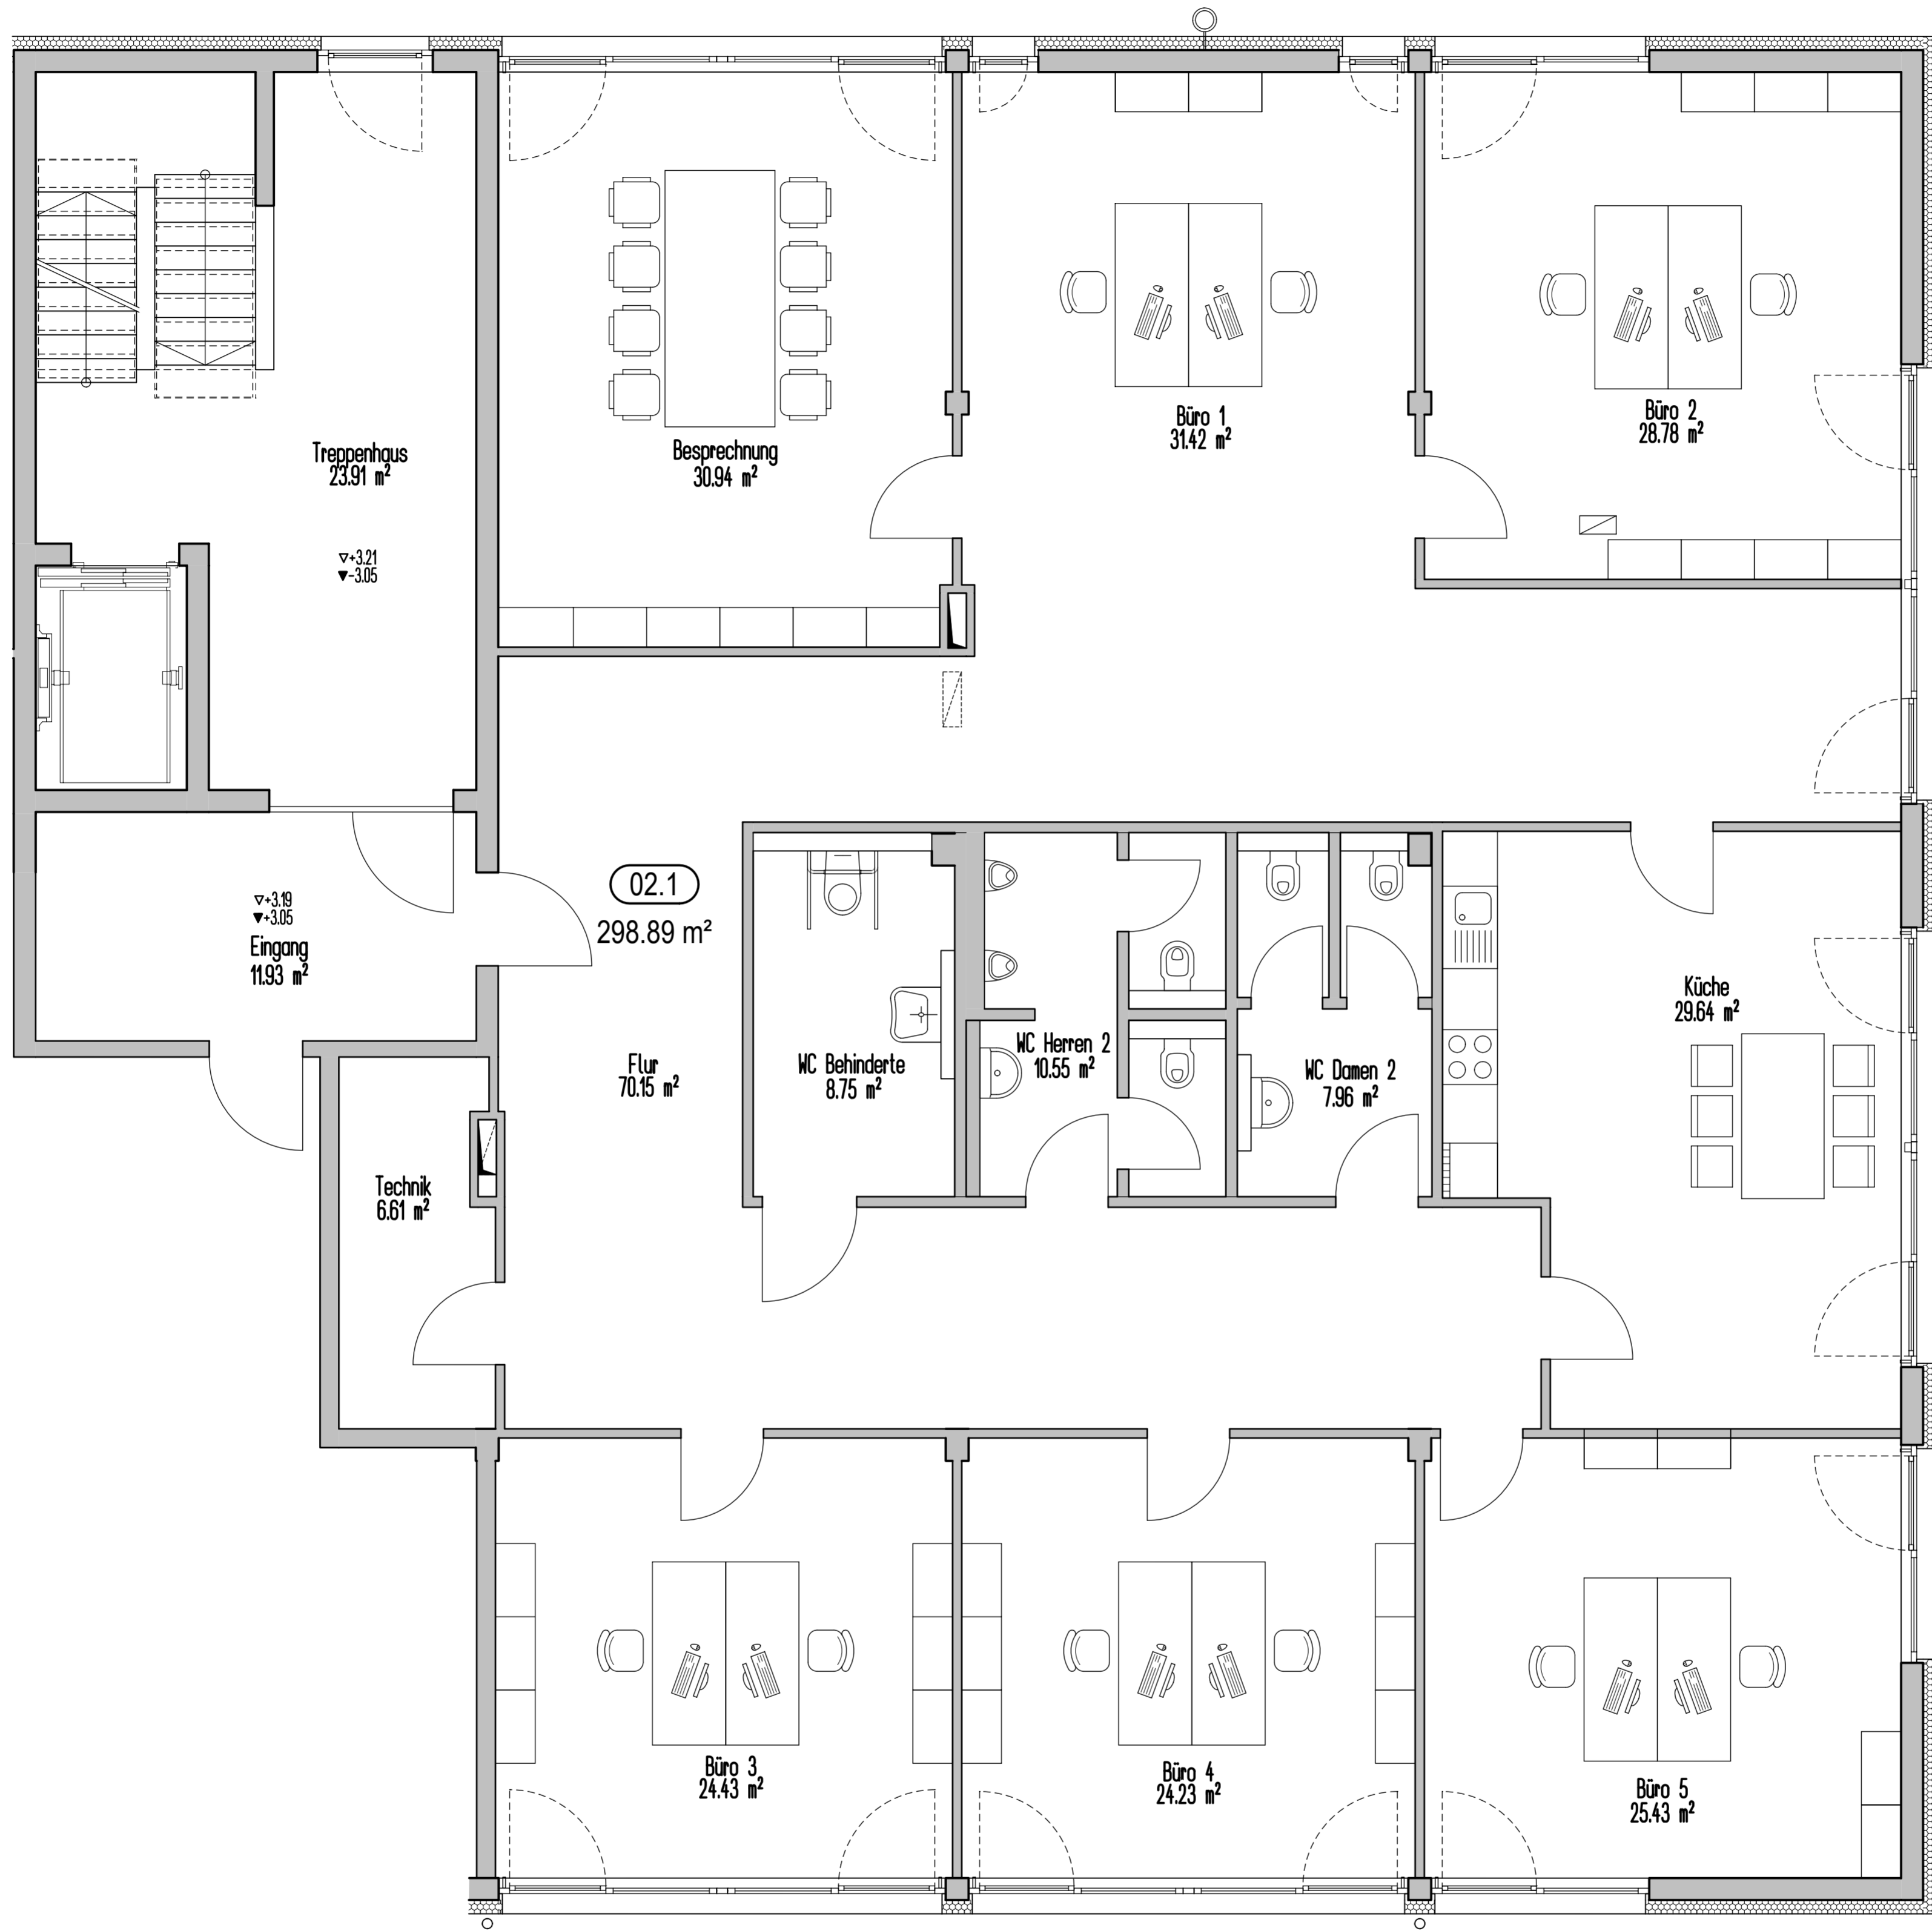 Treppenhaus
23.91 m²
▽+3.21
▼-3.05
Besprechnung
30.94 m²
Büro 1
31.42 m²
Büro 2
28.78 m²
▽+3.19
▼+3.05
Eingang
11.93 m²
02.1
298.89 m²
Flur
70.15 m²
WC Behinderte
8.75 m²
WC Herren 2
10.55 m²
WC Damen 2
7.96 m²
Küche
29.64 m²
Technik
6.61 m²
Büro 3
24.43 m²
Büro 4
24.23 m²
Büro 5
25.43 m²